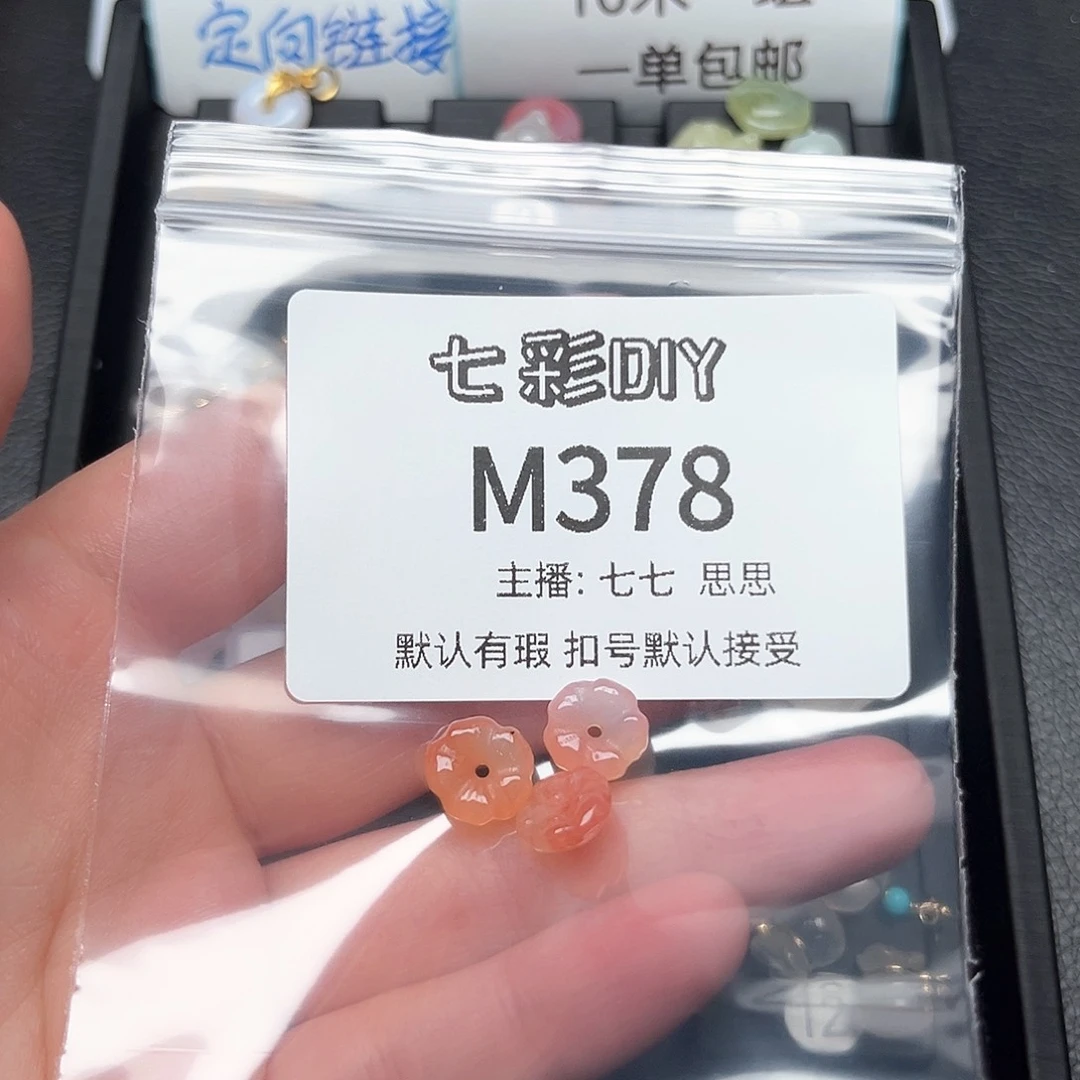 定向链接
一单包邮
七彩DIY
M378
主播: 七七 思思
默认有瑕 扣号默认接受
12